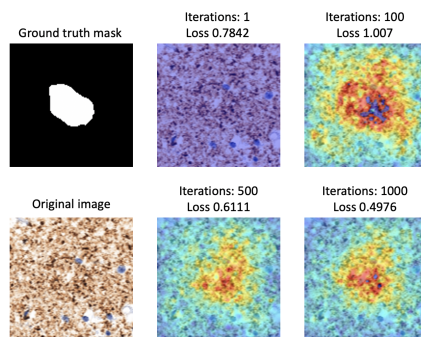 Ground truth mask
Iterations: 1
Loss 0.7842
Iterations: 100
Loss 1.007
Original image
Iterations: 500
Loss 0.6111
Iterations: 1000
Loss 0.4976